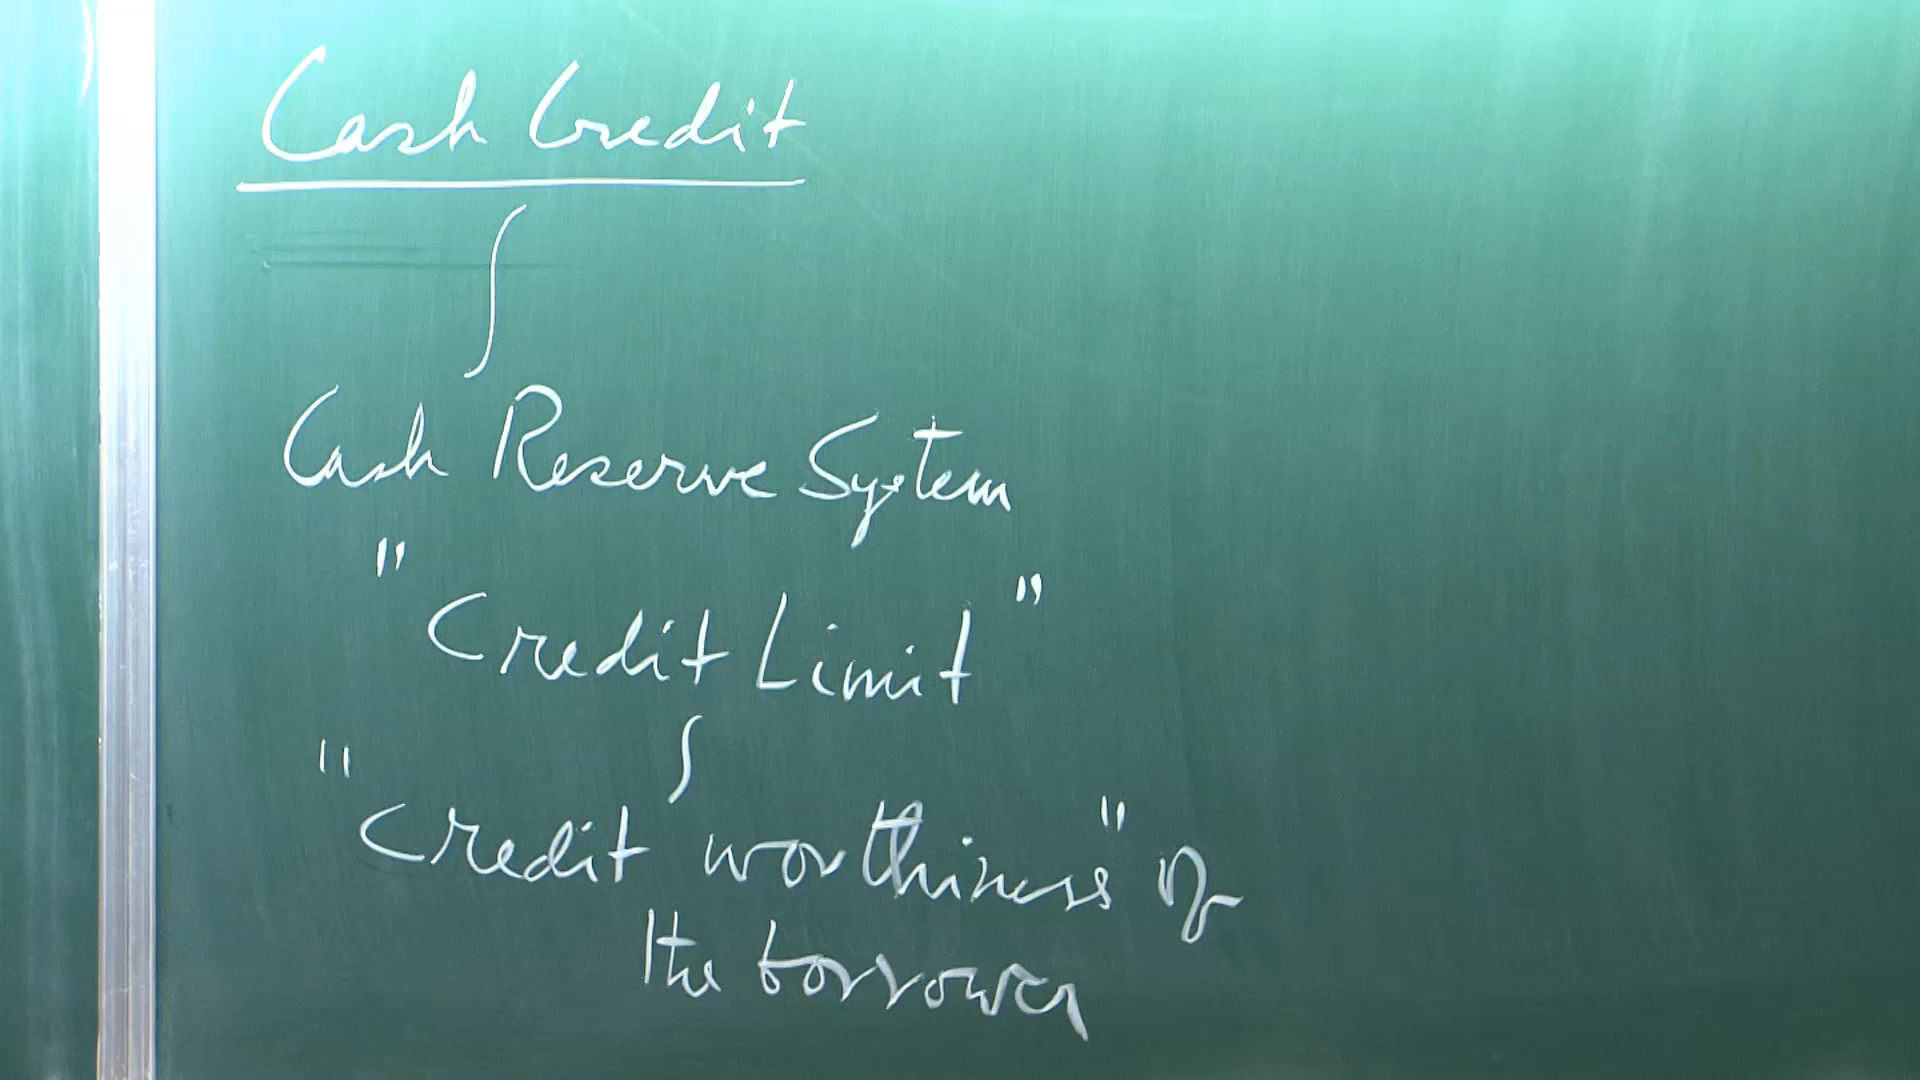 Cash Credit
Cash Reserve System
"Credit Limit"
"Credit worthiness" of
the borrower